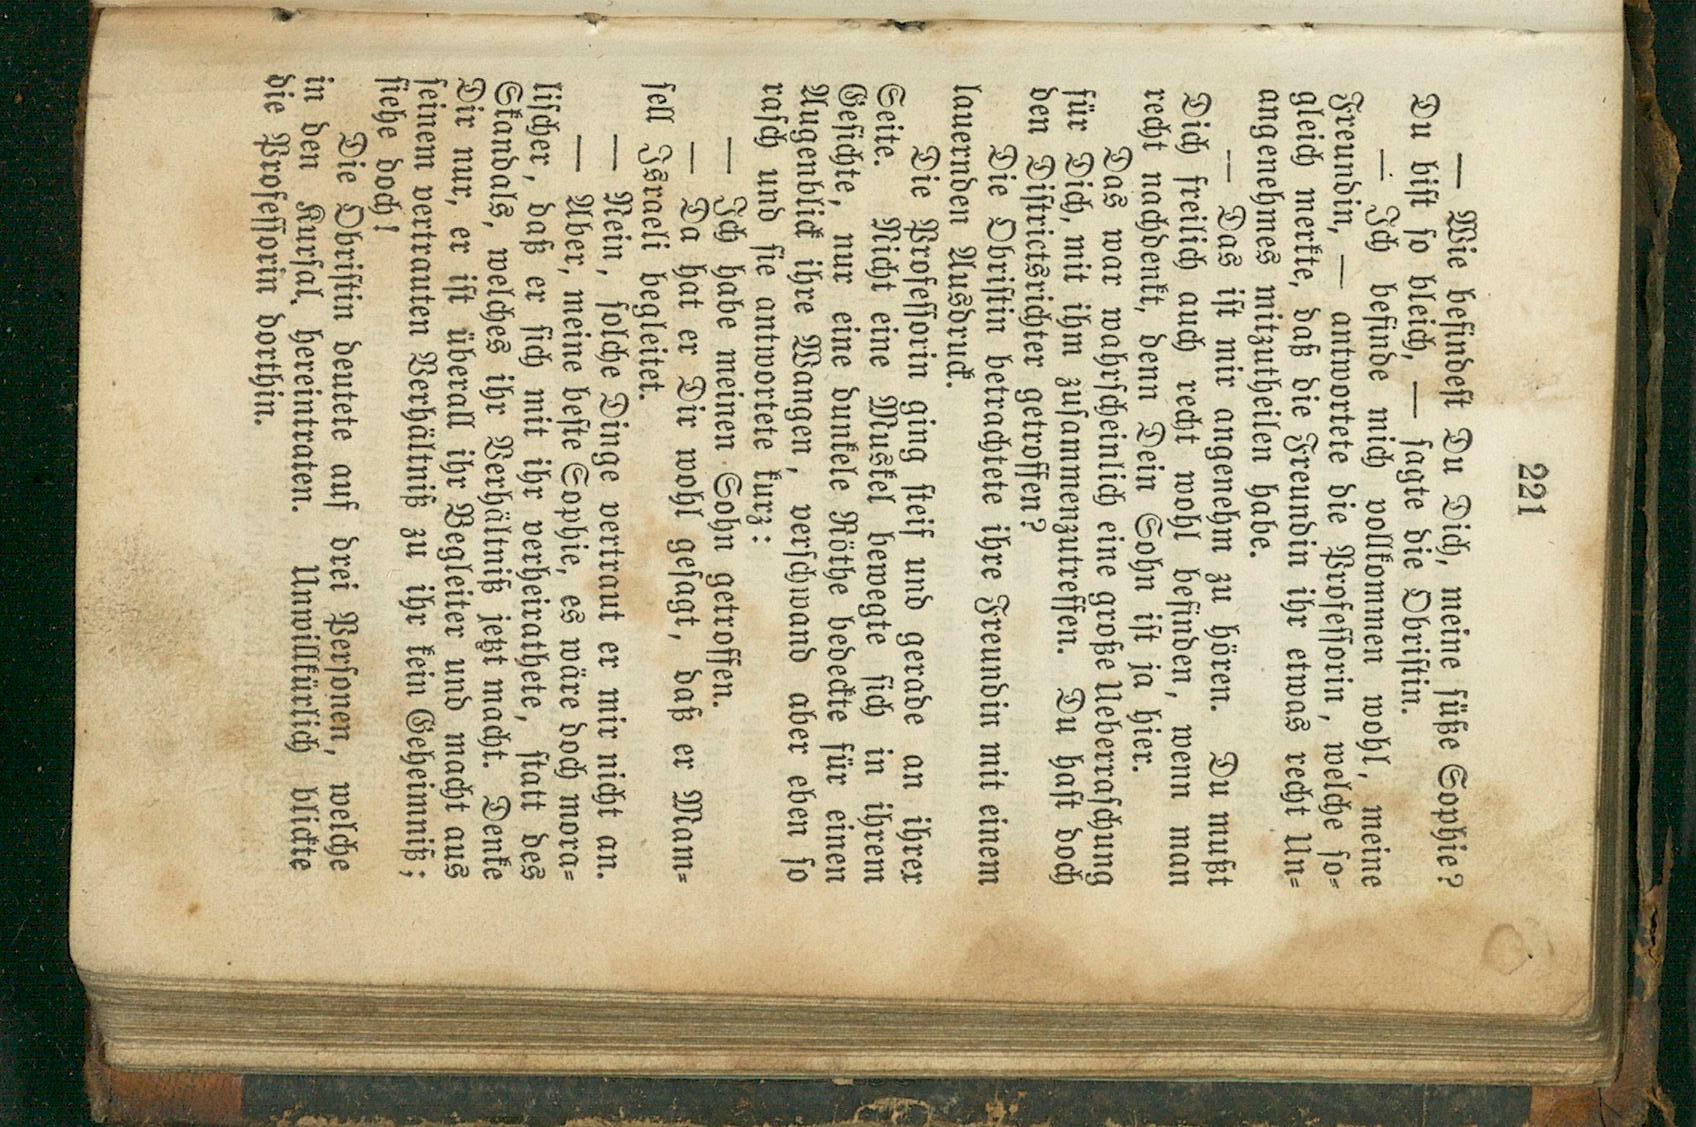 221
— Wie befindest Du Dich, meine süße Sophie?
Du bist so bleich, — sagte die Obristin.
— Ich befinde mich vollkommen wohl, meine
Freundin, — antwortete die Professorin, welche so-
gleich merkte, daß die Freundin ihr etwas recht Un-
angenehmes mitzutheilen habe.
— Das ist mir angenehm zu hören. Du mußt
Dich freilich auch recht wohl befinden, wenn man
recht nachdenkt, denn Dein Sohn ist ja hier.
Das war wahrscheinlich eine große Ueberraschung
für Dich, mit ihm zusammenzutreffen. Du hast doch
den Districtsrichter getroffen?
Die Obristin betrachtete ihre Freundin mit einem
lauernden Ausdruck.
Die Professorin ging steif und gerade an ihrer
Seite. Nicht eine Muskel bewegte sich in ihrem
Gesichte, nur eine dunkele Röthe bedeckte für einen
Augenblick ihre Wangen, verschwand aber eben so
rasch und sie antwortete kurz:
— Ich habe meinen Sohn getroffen.
— Da hat er Dir wohl gesagt, daß er Mam-
sell Israeli begleitet.
— Nein, solche Dinge vertraut er mir nicht an.
— Aber, meine beste Sophie, es wäre doch mora-
lischer, daß er sich mit ihr verheirathete, statt des
Skandals, welches ihr Verhältniß jetzt macht. Denke
Dir nur, er ist überall ihr Begleiter und macht aus
seinem vertrauten Verhältniß zu ihr kein Geheimniß;
siehe doch!
Die Obristin deutete auf drei Personen, welche
in den Kursal hereintraten. Unwillkürlich blickte
die Professorin dorthin.